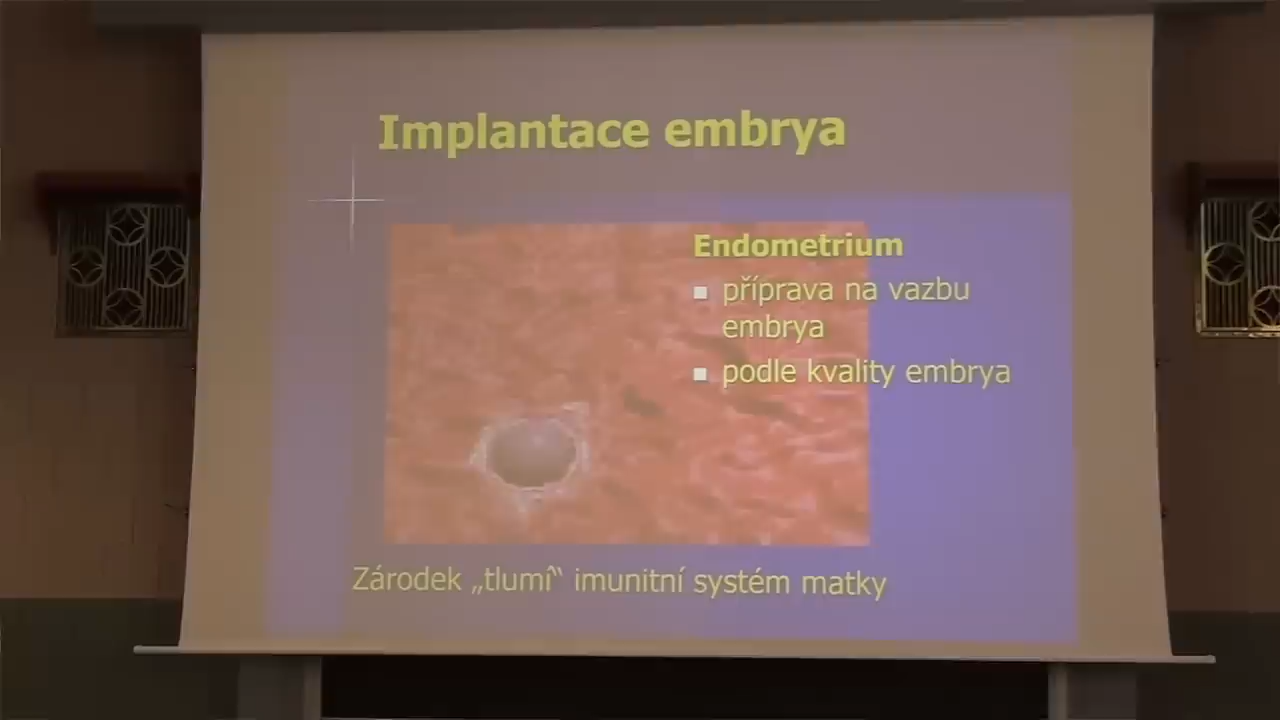 Implantace embrya
Endometrium
příprava na vazbu
embrya
podle kvality embrya
Zárodek „tlumí“ imunitní systém matky